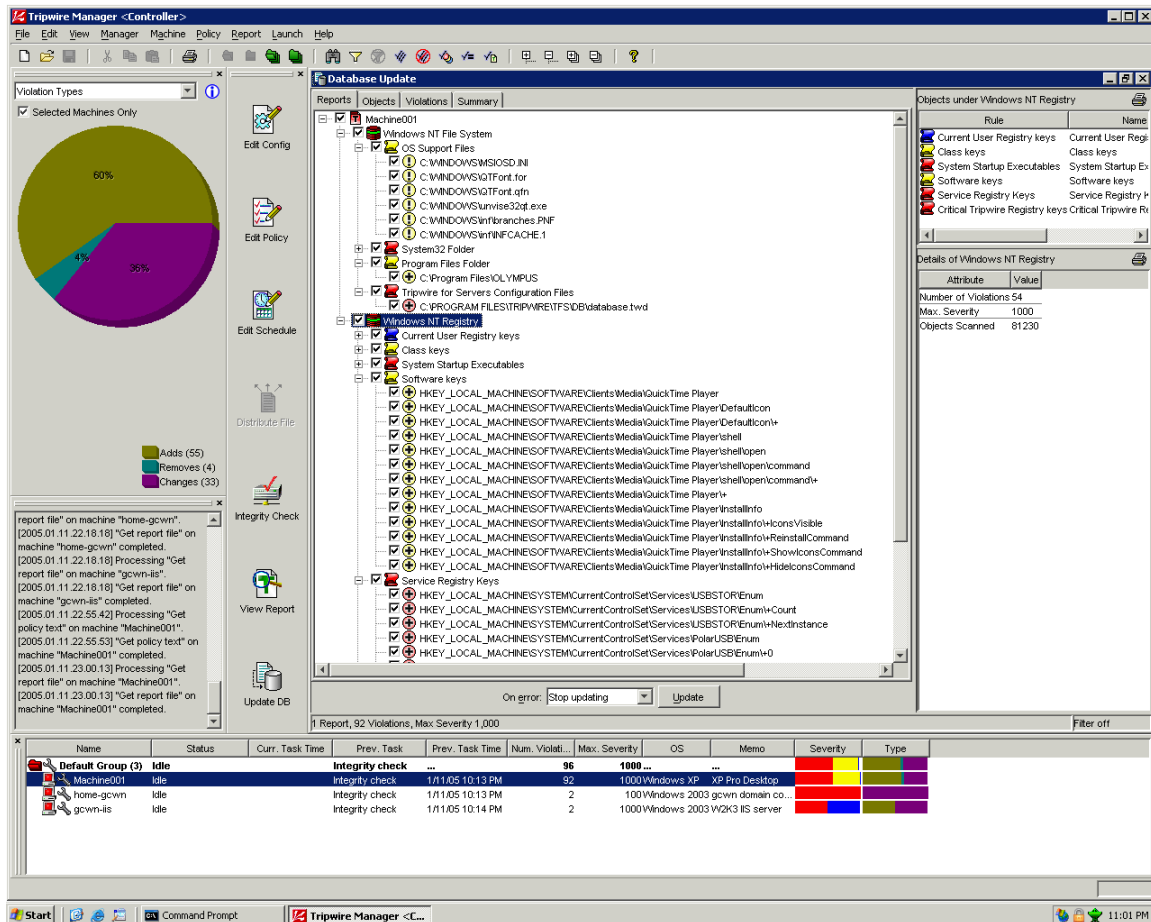 Tripwire Manager <Controller>
File Edit View Manager Machine Policy Report Launch Help
Violation Types
Selected Machines Only
60%
4%
36%
Adds (55)
Removes (4)
Changes (33)
report file" on machine "home-gcwn".
[2005.01.11.22.18.18] "Get report file" on
machine "home-gcwn" completed.
[2005.01.11.22.18.18] Processing "Get
report file" on machine "gcwn-iis".
[2005.01.11.22.18.18] "Get report file" on
machine "gcwn-iis" completed.
[2005.01.11.22.55.42] Processing "Get
policy text" on machine "Machine001".
[2005.01.11.22.55.53] "Get policy text" on
machine "Machine001" completed.
[2005.01.11.23.00.13] Processing "Get
report file" on machine "Machine001".
[2005.01.11.23.00.13] "Get report file" on
machine "Machine001" completed.
Edit Config
Edit Policy
Edit Schedule
Distribute File
Integrity Check
View Report
Update DB
Database Update
Reports Objects Violations Summary
Machine001
Windows NT File System
OS Support Files
C:\WINDOWS\MSIOSD.INI
C:\WINDOWS\QTFont.for
C:\WINDOWS\QTFont.qfn
C:\WINDOWS\unvise32qt.exe
C:\WINDOWS\inf\branches.PNF
C:\WINDOWS\inf\INFCACHE.1
System32 Folder
Program Files Folder
C:\Program Files\OLYMPUS
Tripwire for Servers Configuration Files
C:\PROGRAM FILES\TRIPWIRE\TFS\DB\database.twd
Windows NT Registry
Current User Registry keys
Class keys
System Startup Executables
Software keys
HKEY_LOCAL_MACHINE\SOFTWARE\Clients\Media\QuickTime Player
HKEY_LOCAL_MACHINE\SOFTWARE\Clients\Media\QuickTime Player\DefaultIcon
HKEY_LOCAL_MACHINE\SOFTWARE\Clients\Media\QuickTime Player\DefaultIcon\+
HKEY_LOCAL_MACHINE\SOFTWARE\Clients\Media\QuickTime Player\shell
HKEY_LOCAL_MACHINE\SOFTWARE\Clients\Media\QuickTime Player\shell\open
HKEY_LOCAL_MACHINE\SOFTWARE\Clients\Media\QuickTime Player\shell\open\command
HKEY_LOCAL_MACHINE\SOFTWARE\Clients\Media\QuickTime Player\shell\open\command\+
HKEY_LOCAL_MACHINE\SOFTWARE\Clients\Media\QuickTime Player\+
HKEY_LOCAL_MACHINE\SOFTWARE\Clients\Media\QuickTime Player\InstallInfo
HKEY_LOCAL_MACHINE\SOFTWARE\Clients\Media\QuickTime Player\InstallInfo\+IconsVisible
HKEY_LOCAL_MACHINE\SOFTWARE\Clients\Media\QuickTime Player\InstallInfo\+ReinstallCommand
HKEY_LOCAL_MACHINE\SOFTWARE\Clients\Media\QuickTime Player\InstallInfo\+ShowIconsCommand
HKEY_LOCAL_MACHINE\SOFTWARE\Clients\Media\QuickTime Player\InstallInfo\+HideIconsCommand
Service Registry Keys
HKEY_LOCAL_MACHINE\SYSTEM\CurrentControlSet\Services\USBSTOR\Enum
HKEY_LOCAL_MACHINE\SYSTEM\CurrentControlSet\Services\USBSTOR\Enum\+Count
HKEY_LOCAL_MACHINE\SYSTEM\CurrentControlSet\Services\USBSTOR\Enum\+NextInstance
HKEY_LOCAL_MACHINE\SYSTEM\CurrentControlSet\Services\PolarUSB\Enum
HKEY_LOCAL_MACHINE\SYSTEM\CurrentControlSet\Services\PolarUSB\Enum\+0
On error: Stop updating Update
1 Report, 92 Violations, Max Severity 1,000 Filter off
Objects under Windows NT Registry
Rule Name
Current User Registry keys Current User Regi
Class keys Class keys
System Startup Executables System Startup Ex
Software keys Software keys
Service Registry Keys Service Registry K
Critical Tripwire Registry keys Critical Tripwire Re
Details of Windows NT Registry
Attribute Value
Number of Violations 54
Max. Severity 1000
Objects Scanned 81230
Name Status Curr. Task Time Prev. Task Prev. Task Time Num. Violati... Max. Severity OS Memo Severity Type
Default Group (3) Idle Integrity check ... 96 1000 ... ...
Machine001 Idle Integrity check 1/11/05 10:13 PM 92 1000 Windows XP XP Pro Desktop
home-gcwn Idle Integrity check 1/11/05 10:13 PM 2 100 Windows 2003 gcwn domain co...
gcwn-iis Idle Integrity check 1/11/05 10:14 PM 2 1000 Windows 2003 W2K3 IIS server
Start Command Prompt Tripwire Manager <C... 11:01 PM